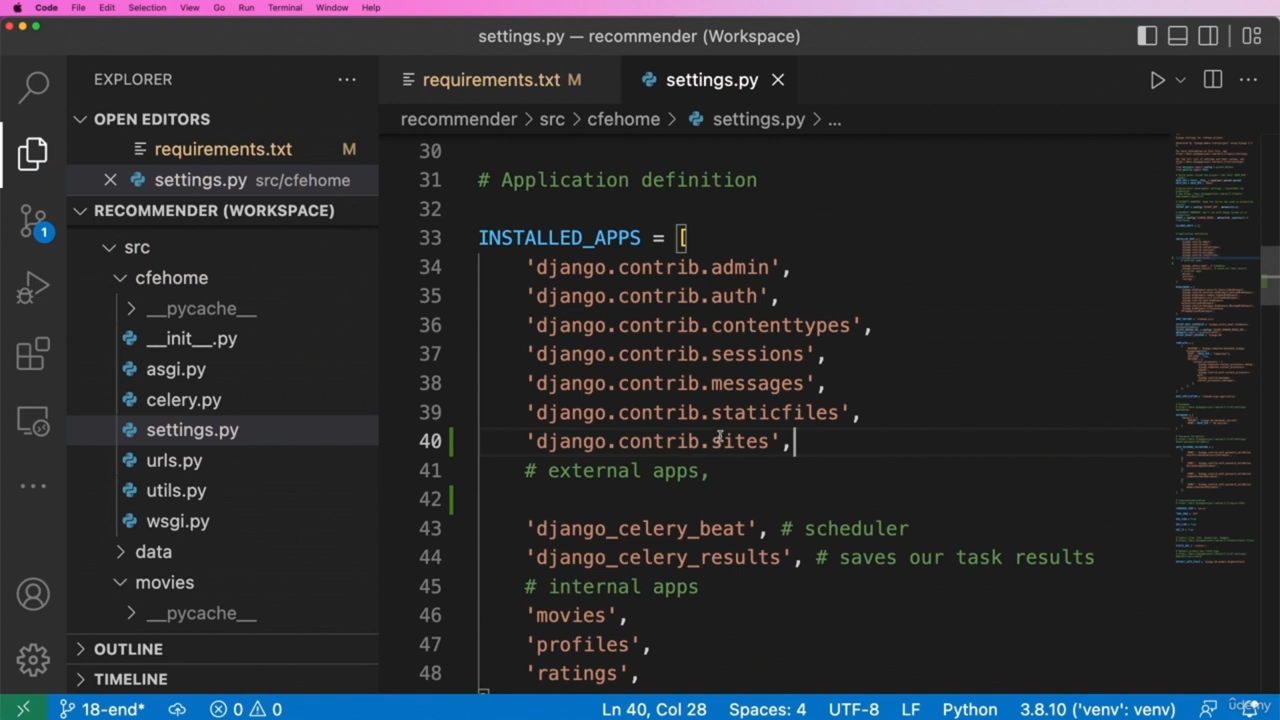 Code File Edit Selection View Go Run Terminal Window Help
settings.py — recommender (Workspace)
EXPLORER
OPEN EDITORS
requirements.txt M
settings.py src/cfehome
RECOMMENDER (WORKSPACE)
src
cfehome
__pycache__
__init__.py
asgi.py
celery.py
settings.py
urls.py
utils.py
wsgi.py
data
movies
__pycache__
OUTLINE
TIMELINE
1
requirements.txt M
settings.py
recommender > src > cfehome > settings.py > ...
30
31 # Application definition
32
33 INSTALLED_APPS = [
34 'django.contrib.admin',
35 'django.contrib.auth',
36 'django.contrib.contenttypes',
37 'django.contrib.sessions',
38 'django.contrib.messages',
39 'django.contrib.staticfiles',
40 'django.contrib.sites',
41 # external apps,
42
43 'django_celery_beat', # scheduler
44 'django_celery_results', # saves our task results
45 # internal apps
46 'movies',
47 'profiles',
48 'ratings',
18-end* 0 0 Ln 40, Col 28 Spaces: 4 UTF-8 LF Python 3.8.10 ('venv': venv)
udemy